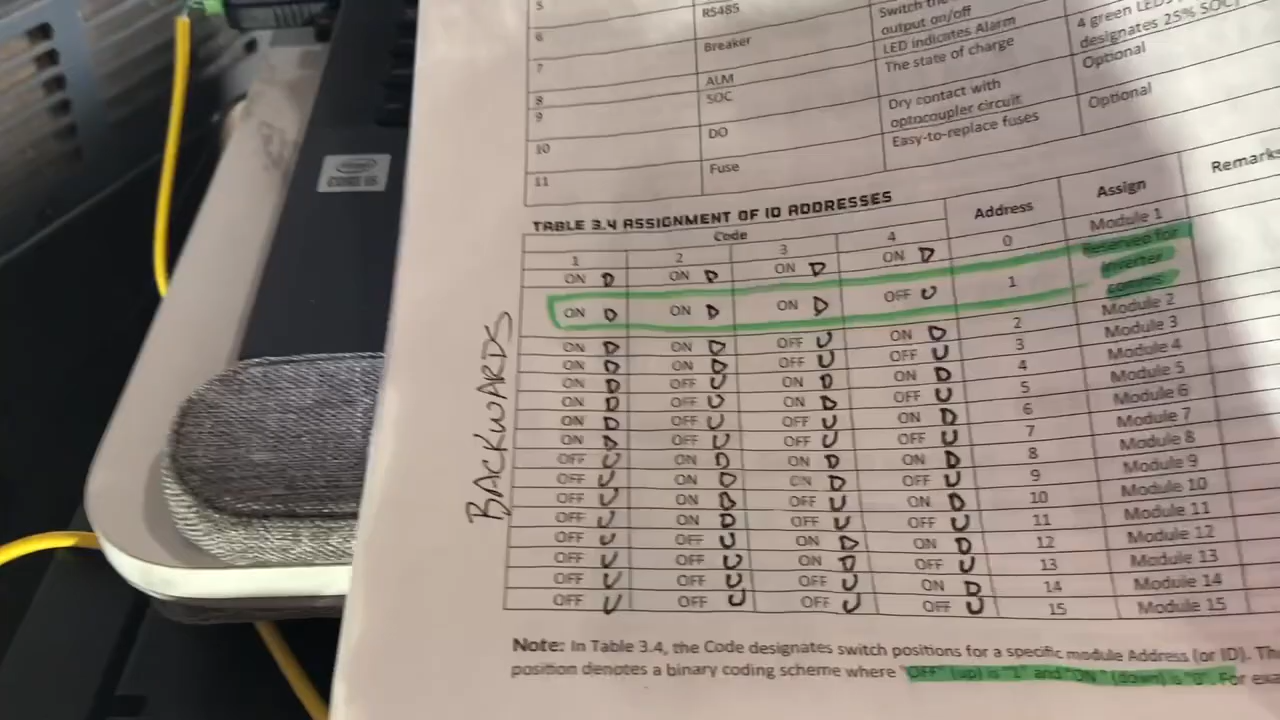 5 RS485 Switch the
output on/off
6 Breaker LED indicates Alarm 4 green LEDs
7 ALM The state of charge designates 25% SOC
8 SOC Optional
9 Dry contact with
DO optocoupler circuit Optional
10 Easy-to-replace fuses
11 Fuse
TABLE 3.4 ASSIGNMENT OF ID ADDRESSES
Code Address Assign Remarks
1 2 3 4
ON D ON D ON D ON D 0 Module 1
ON D ON D ON D OFF U 1 Reserved for
inverter
comms
ON D ON D OFF U ON D 2 Module 2
ON D ON D OFF U OFF U 3 Module 3
ON D OFF U ON D ON D 4 Module 4
ON D OFF U ON D OFF U 5 Module 5
ON D OFF U OFF U ON D 6 Module 6
ON D OFF U OFF U OFF U 7 Module 7
OFF U ON D ON D ON D 8 Module 8
OFF U ON D ON D OFF U 9 Module 9
OFF U ON D OFF U ON D 10 Module 10
OFF U ON D OFF U OFF U 11 Module 11
OFF U OFF U ON D ON D 12 Module 12
OFF U OFF U ON D OFF U 13 Module 13
OFF U OFF U OFF U ON D 14 Module 14
OFF U OFF U OFF U OFF U 15 Module 15
BACKWARDS
Note: In Table 3.4, the Code designates switch positions for a specific module Address (or ID). Th
position denotes a binary coding scheme where "OFF" (up) is "1" and "ON" (down) is "0". For exa